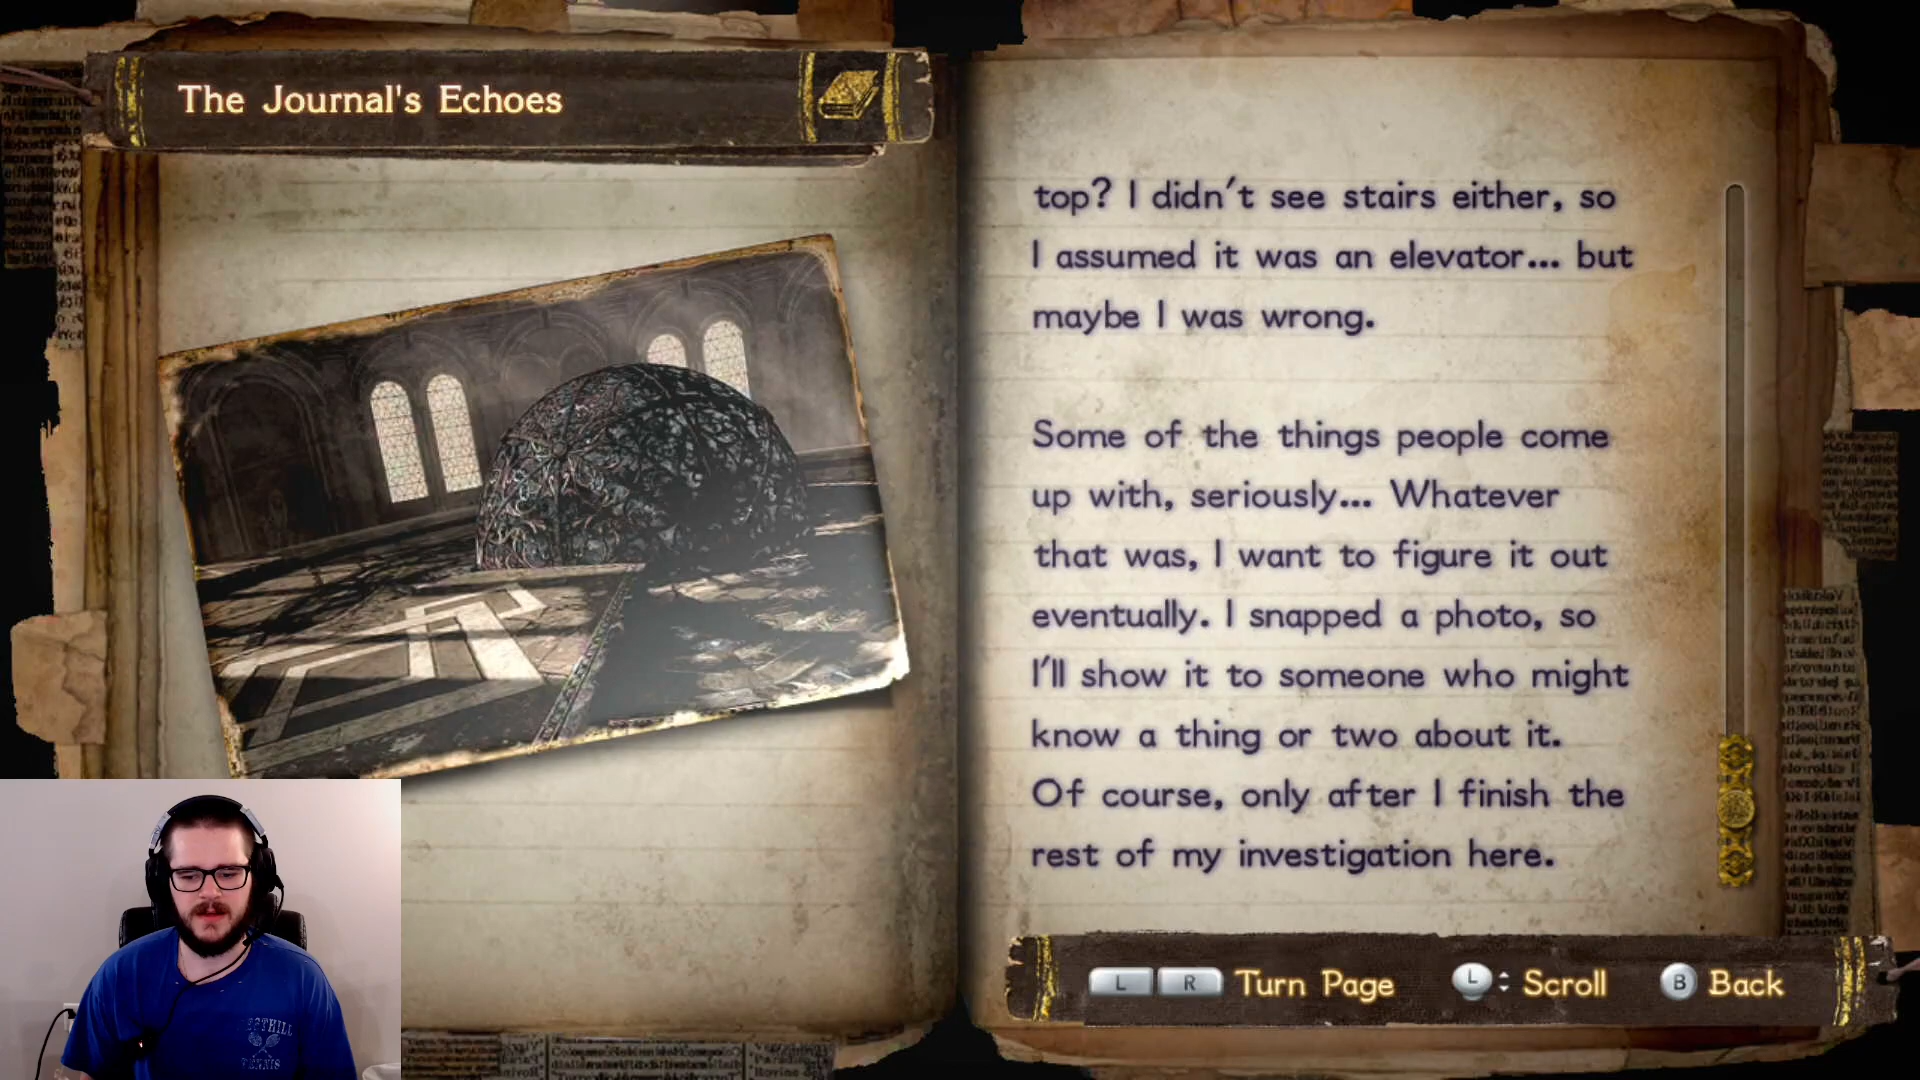 The Journal's Echoes
top? I didn't see stairs either, so
I assumed it was an elevator... but
maybe I was wrong.
Some of the things people come
up with, seriously... Whatever
that was, I want to figure it out
eventually. I snapped a photo, so
I'll show it to someone who might
know a thing or two about it.
Of course, only after I finish the
rest of my investigation here.
L R Turn Page L Scroll B Back